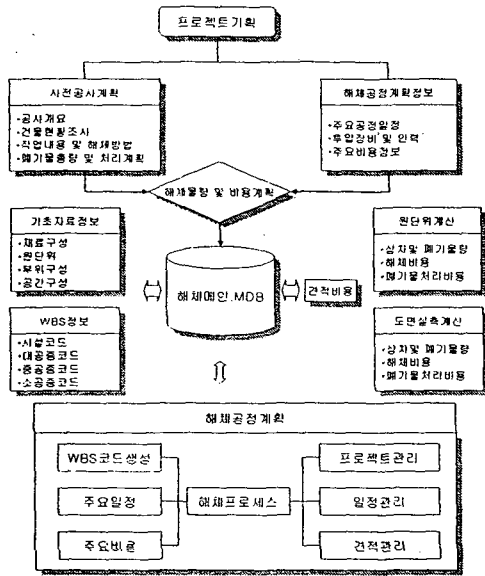 프로젝트기획
사전공사계획
•공사개요
•건물현황조사
•작업내용 및 해체방법
•폐기물총량 및 처리계획
해체공정계획정보
•주요공정일정
•투입장비 및 인력
•주요비용정보
해체물량 및 비용계획
기초자료정보
•재료구성
•원단위
•부위구성
•공간구성
원단위계산
•상차및 폐기물량
•해체비용
•폐기물처리비용
해체메인.MDB
견적비용
WBS정보
•시설코드
•대공종코드
•중공종코드
•소공종코드
도면실측계산
•상차및 폐기물량
•해체비용
•폐기물처리비용
해체공정계획
WBS코드생성
프로젝트관리
주요일정
해체프로세스
일정관리
주요비용
견적관리